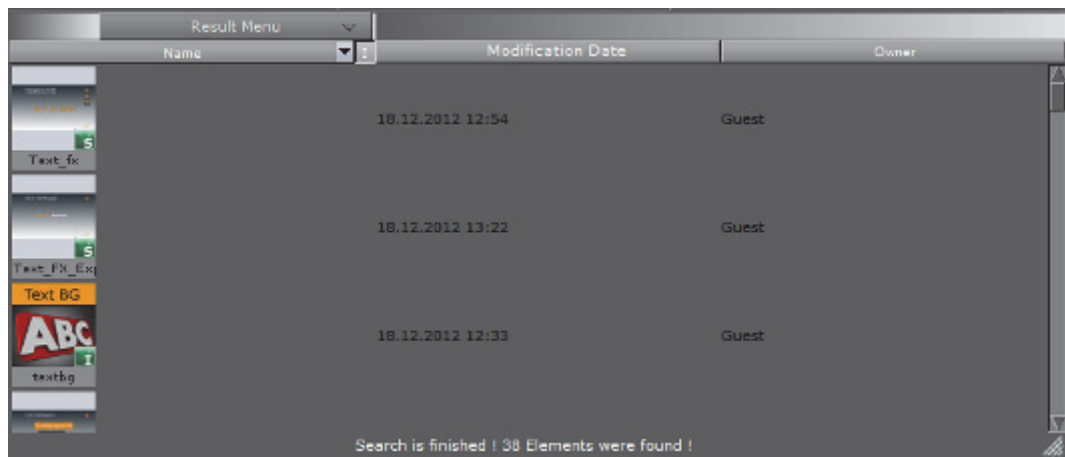 Result Menu
Name
Modification Date
Owner
S
18.12.2012 12:54
Guest
Text_fx
S
18.12.2012 13:22
Guest
Text_FX_Exp
Text BG
ABC
I
18.12.2012 12:33
Guest
textbg
Search is finished ! 38 Elements were found !